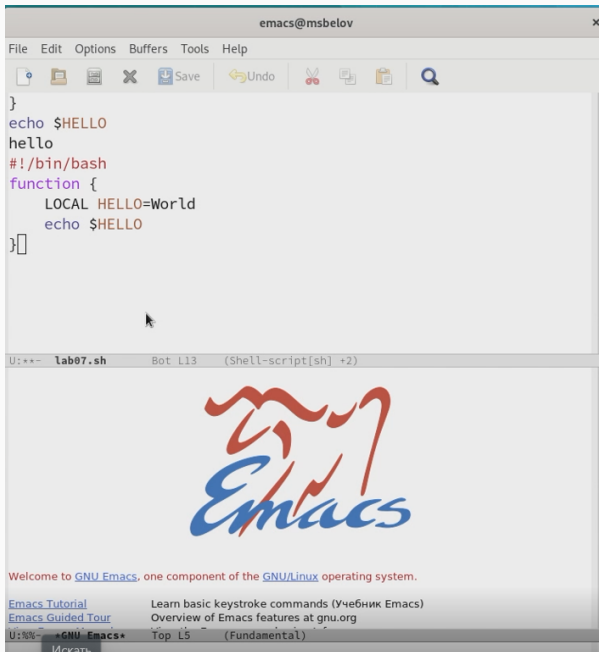 emacs@msbelov
File Edit Options Buffers Tools Help
Save Undo
}
echo $HELLO
hello
#!/bin/bash
function {
    LOCAL HELLO=World
    echo $HELLO
}
U:**- lab07.sh Bot L13 (Shell-script[sh] +2)
Emacs
Welcome to GNU Emacs, one component of the GNU/Linux operating system.
Emacs Tutorial Learn basic keystroke commands (Учебник Emacs)
Emacs Guided Tour Overview of Emacs features at gnu.org
U:%%- *GNU Emacs* Top L5 (Fundamental)
Искать